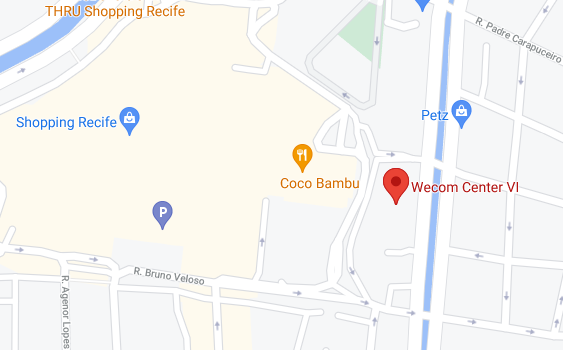 THRU Shopping Recife
R. Padre Carapuceiro
Shopping Recife
Petz
Coco Bambu
Wecom Center VI
P
R. Bruno Veloso
R. Agenor Lopes